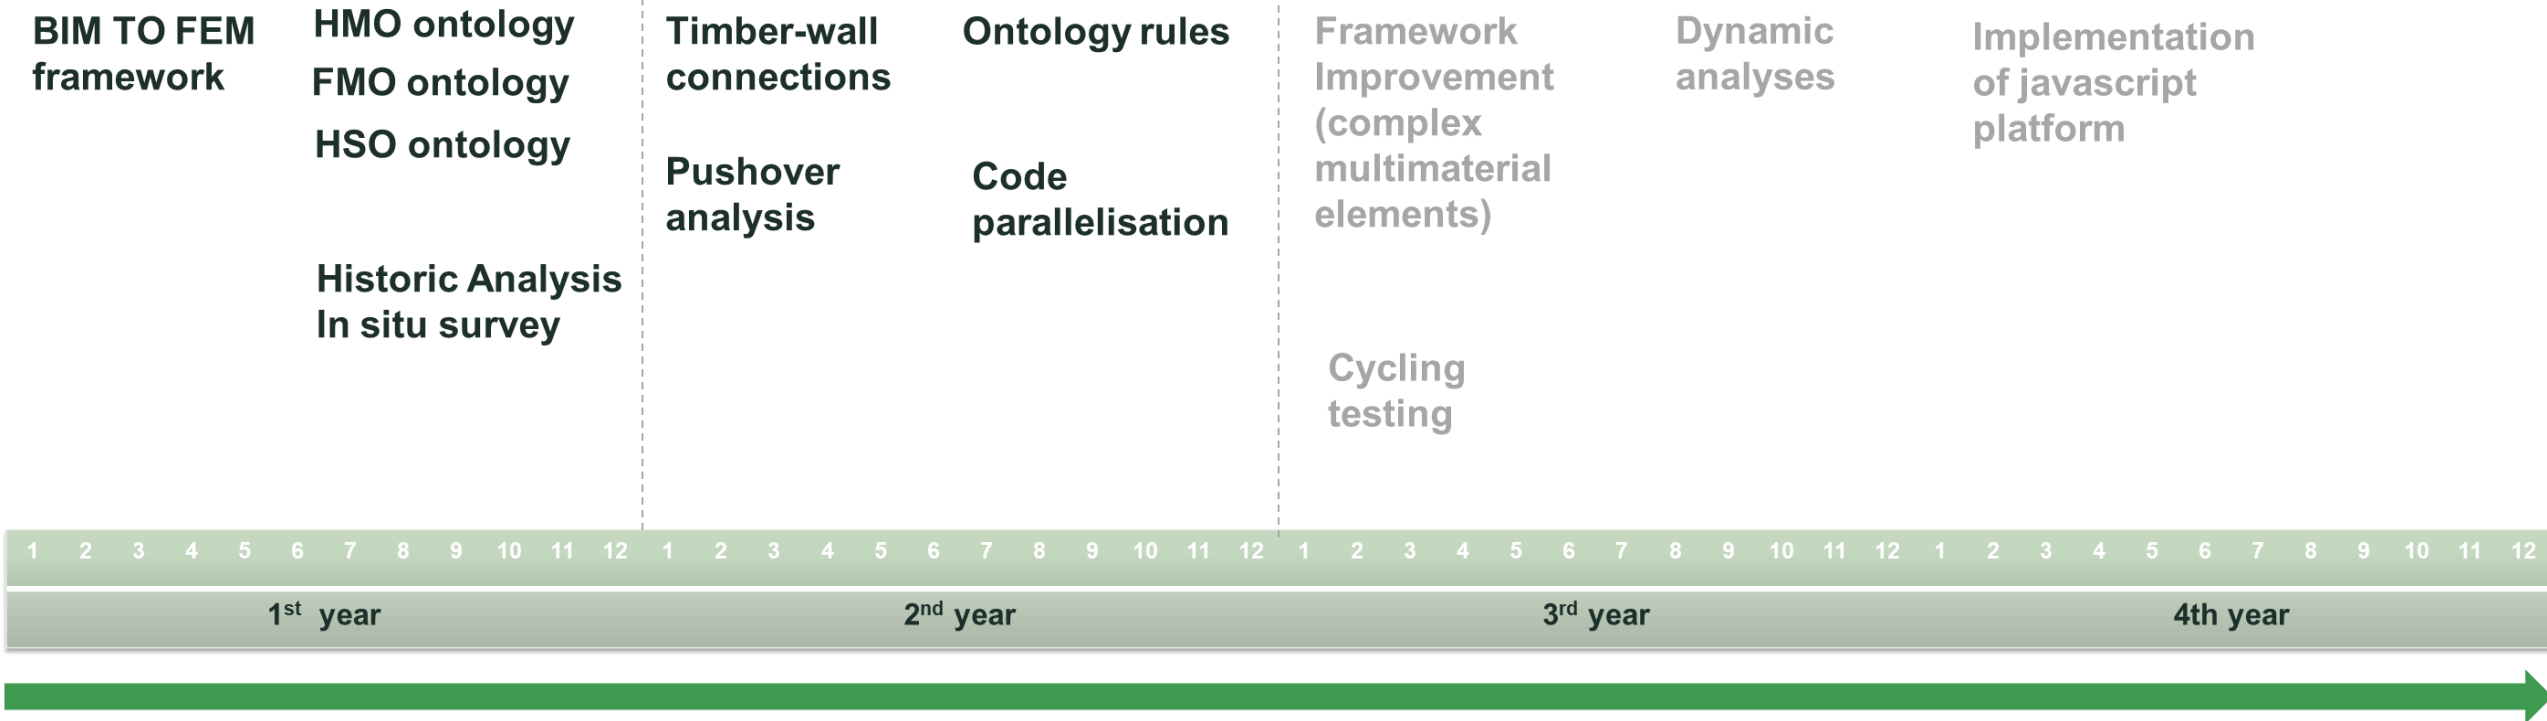 BIM TO FEM
framework
HMO ontology
FMO ontology
HSO ontology
Historic Analysis
In situ survey
Timber-wall
connections
Pushover
analysis
Ontology rules
Code
parallelisation
Framework
Improvement
(complex
multimaterial
elements)
Cycling
testing
Dynamic
analyses
Implementation
of javascript
platform
1 2 3 4 5 6 7 8 9 10 11 12 1 2 3 4 5 6 7 8 9 10 11 12 1 2 3 4 5 6 7 8 9 10 11 12 1 2 3 4 5 6 7 8 9 10 11 12
1st year 2nd year 3rd year 4th year